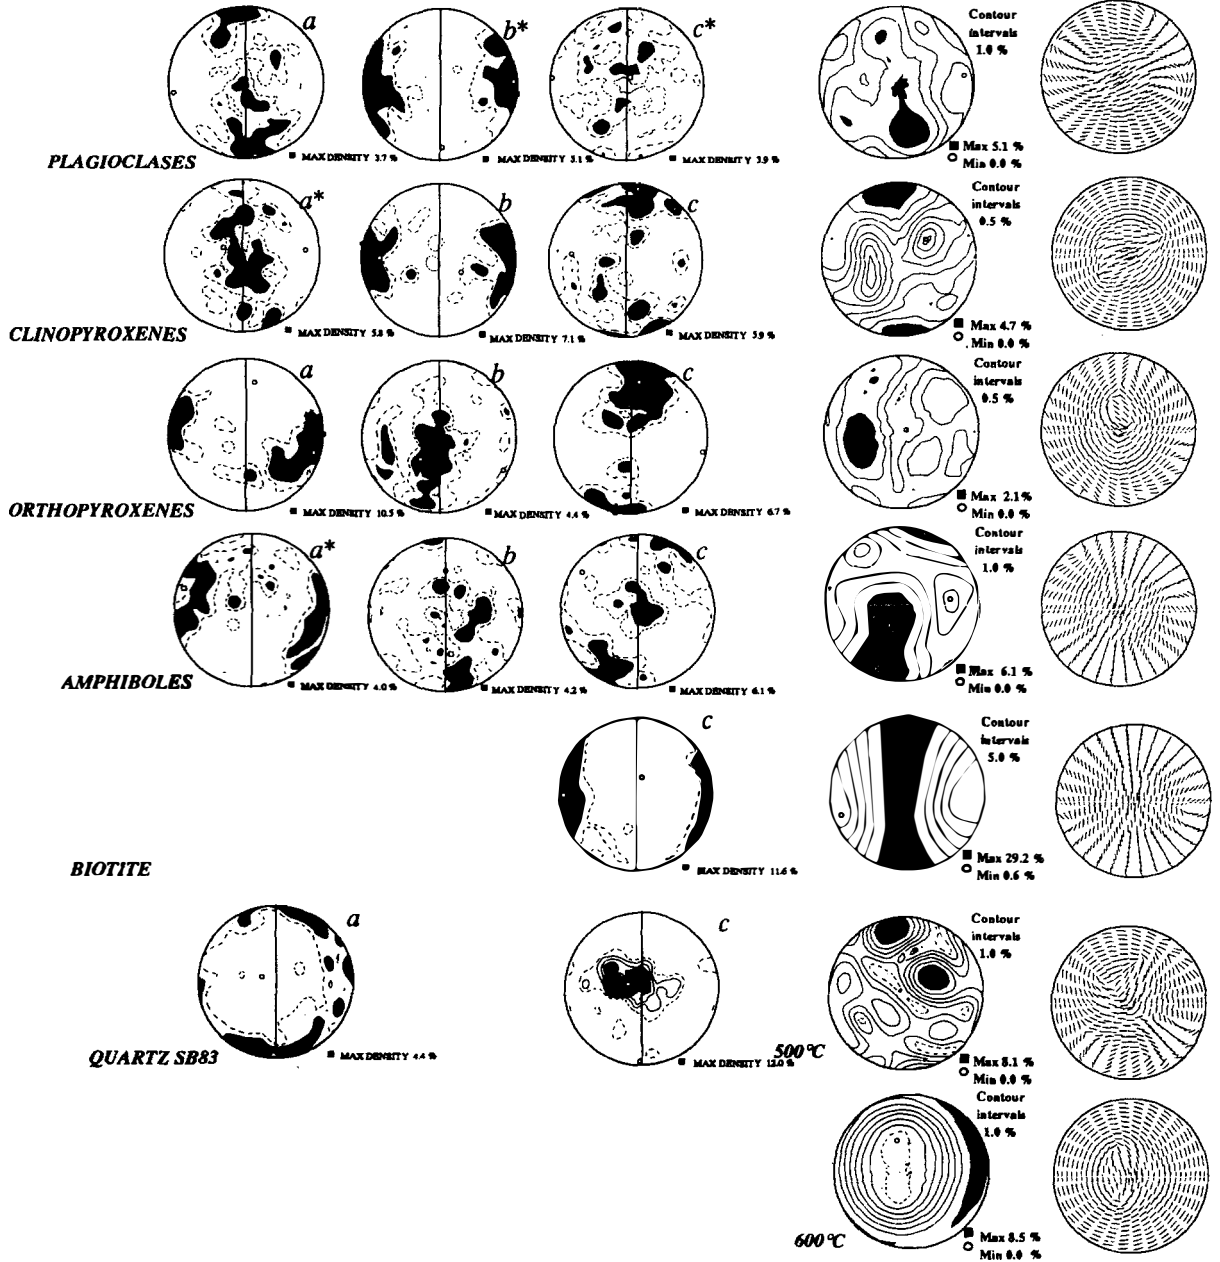 a
b*
c*
Contour
intervals
1.0 %
PLAGIOCLASES
MAX DENSITY 3.7 %
MAX DENSITY 5.1 %
MAX DENSITY 3.9 %
Max 5.1 %
Min 0.0 %
a*
b
c
Contour
intervals
0.5 %
CLINOPYROXENES
MAX DENSITY 5.8 %
MAX DENSITY 7.1 %
MAX DENSITY 5.9 %
Max 4.7 %
Min 0.0 %
a
b
c
Contour
intervals
0.5 %
ORTHOPYROXENES
MAX DENSITY 10.5 %
MAX DENSITY 4.4 %
MAX DENSITY 6.7 %
Max 2.1 %
Min 0.0 %
a*
b
c
Contour
intervals
1.0 %
AMPHIBOLES
MAX DENSITY 4.0 %
MAX DENSITY 4.2 %
MAX DENSITY 6.1 %
Max 6.1 %
Min 0.0 %
c
Contour
intervals
5.0 %
BIOTITE
MAX DENSITY 11.6 %
Max 29.2 %
Min 0.6 %
a
c
Contour
intervals
1.0 %
QUARTZ SB83
MAX DENSITY 4.4 %
MAX DENSITY 12.0 %
500°C
Max 8.1 %
Min 0.0 %
Contour
intervals
1.0 %
600°C
Max 8.5 %
Min 0.0 %